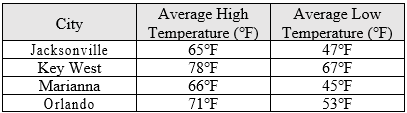 City Average High Temperature (°F) Average Low Temperature (°F)
Jacksonville 65°F 47°F
Key West 78°F 67°F
Marianna 66°F 45°F
Orlando 71°F 53°F